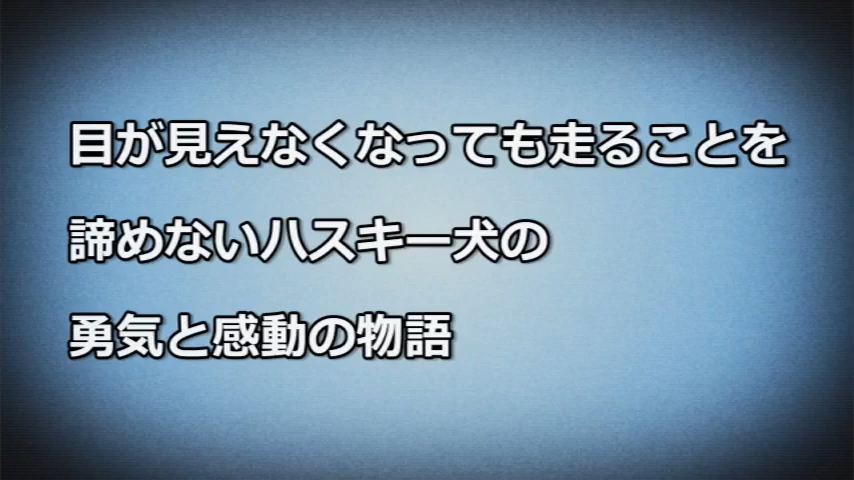 目が見えなくなっても走ることを
諦めないハスキー犬の
勇気と感動の物語